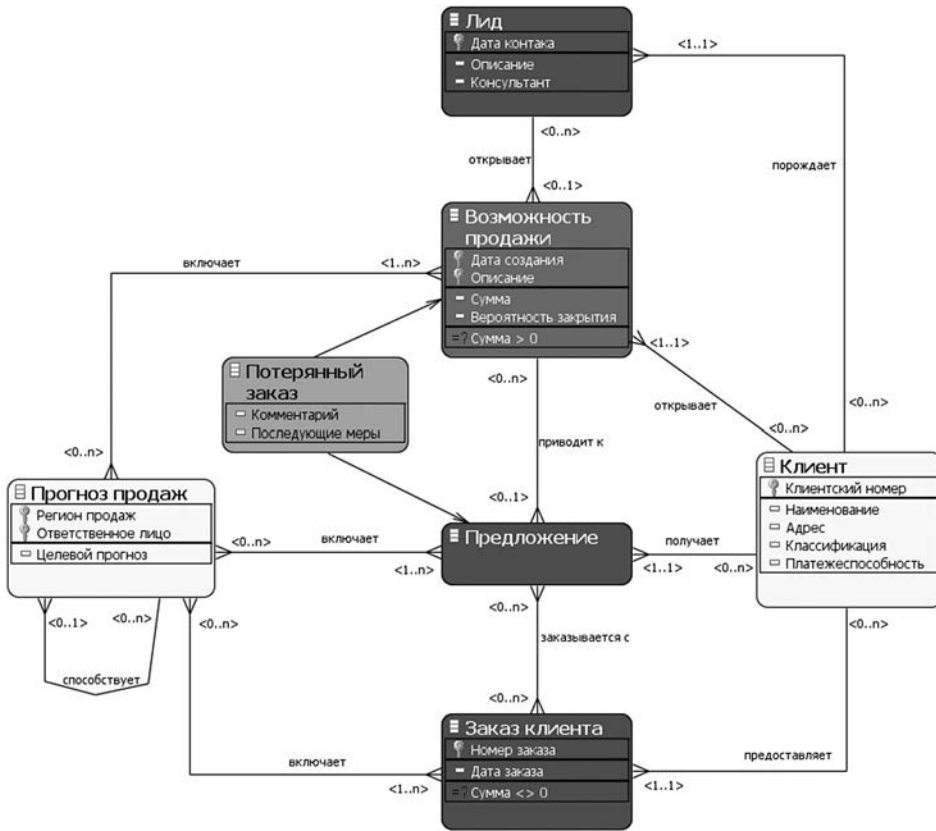 Лид
Дата контака
Описание
Консультант
<1..1>
<0..n>
открывает
порождает
<0..1>
Возможность
продажи
Дата создания
Описание
Сумма
Вероятность закрытия
=? Сумма > 0
включает
<1..n>
<1..1>
<0..n>
Потерянный
заказ
Комментарий
Последующие меры
открывает
<0..n>
<0..n>
приводит к
<0..n>
<0..1>
Клиент
Клиентский номер
Наименование
Адрес
Классификация
Платежеспособность
Прогноз продаж
Регион продаж
Ответственное лицо
Целевой прогноз
<0..n>
включает
<1..n>
Предложение
получает
<1..1>
<0..n>
<0..1>
<0..n>
<0..n>
<0..n>
<0..n>
способствует
заказывается с
<0..n>
Заказ клиента
Номер заказа
Дата заказа
=? Сумма <> 0
включает
<1..n>
предоставляет
<1..1>